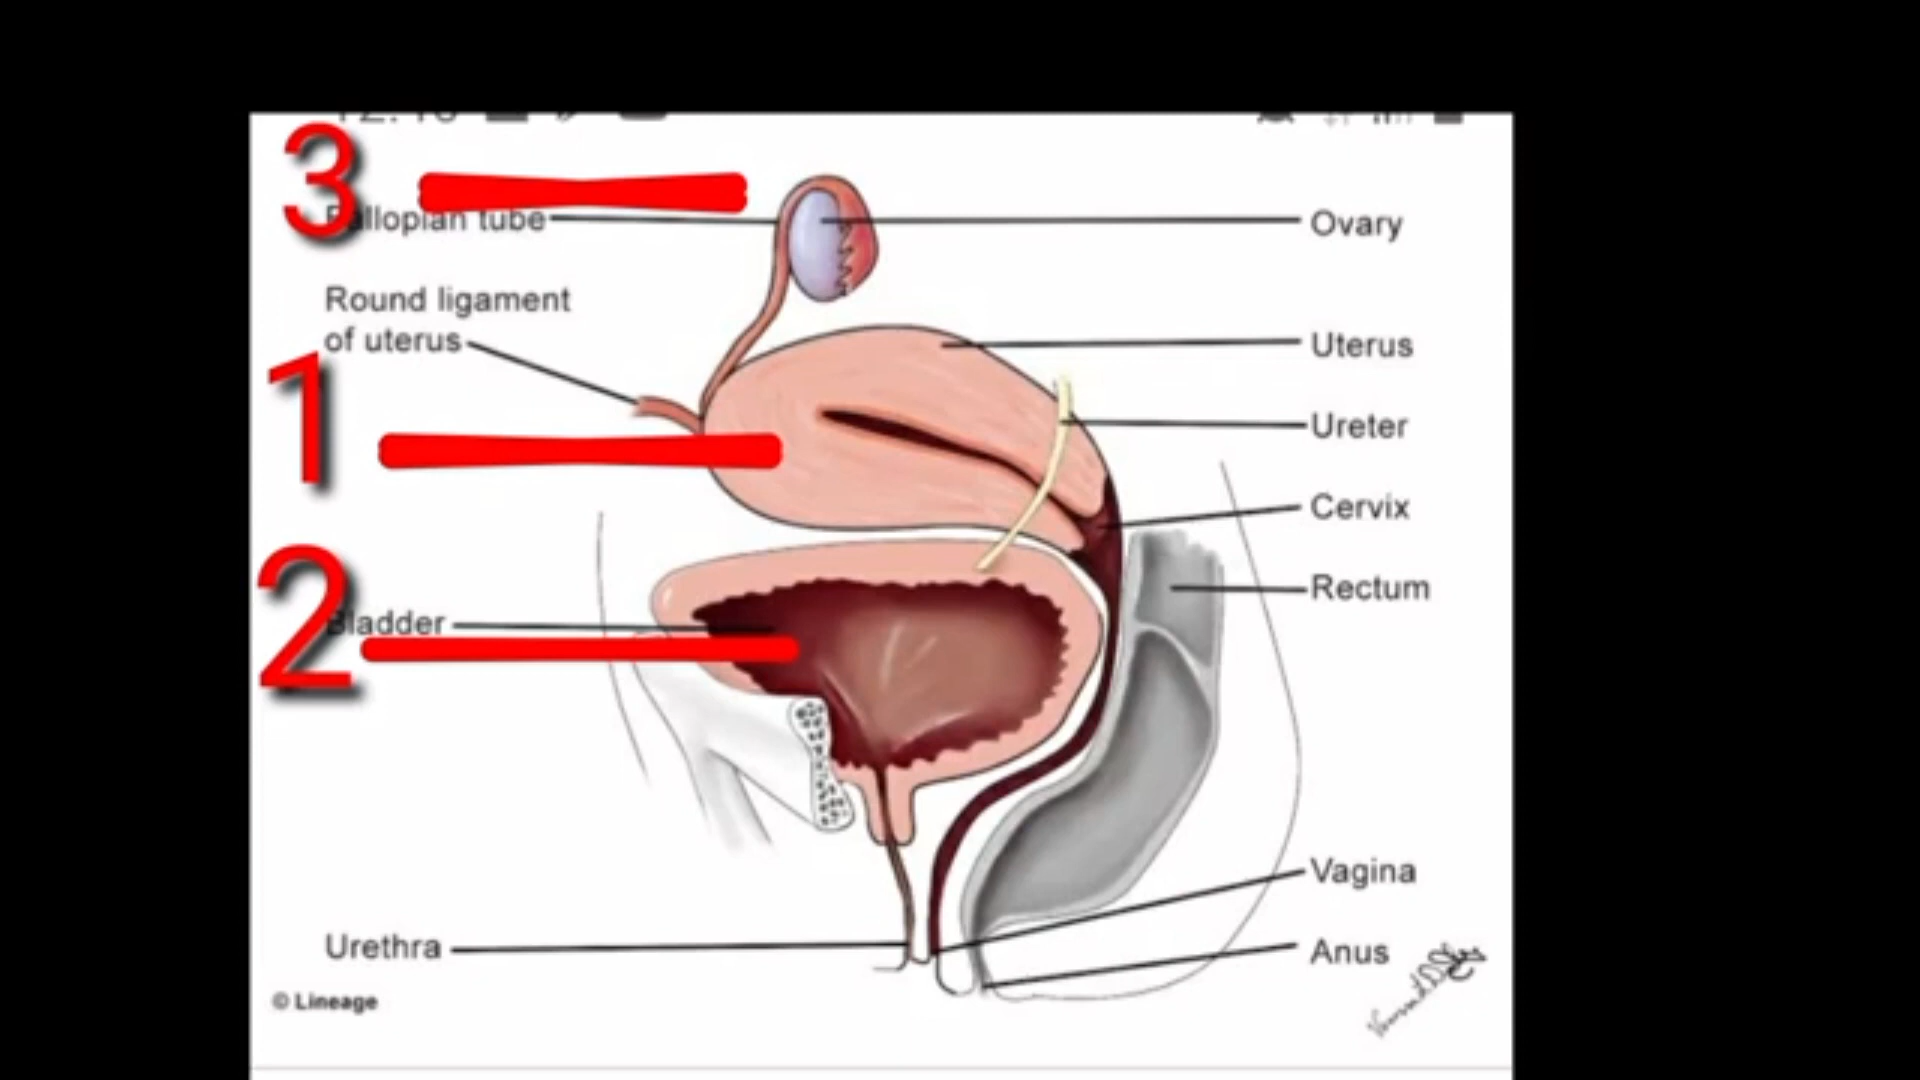 3
Fallopian tube
Ovary
Round ligament
of uterus
Uterus
1
Ureter
Cervix
2
Rectum
Bladder
Vagina
Urethra
Anus
© Lineage